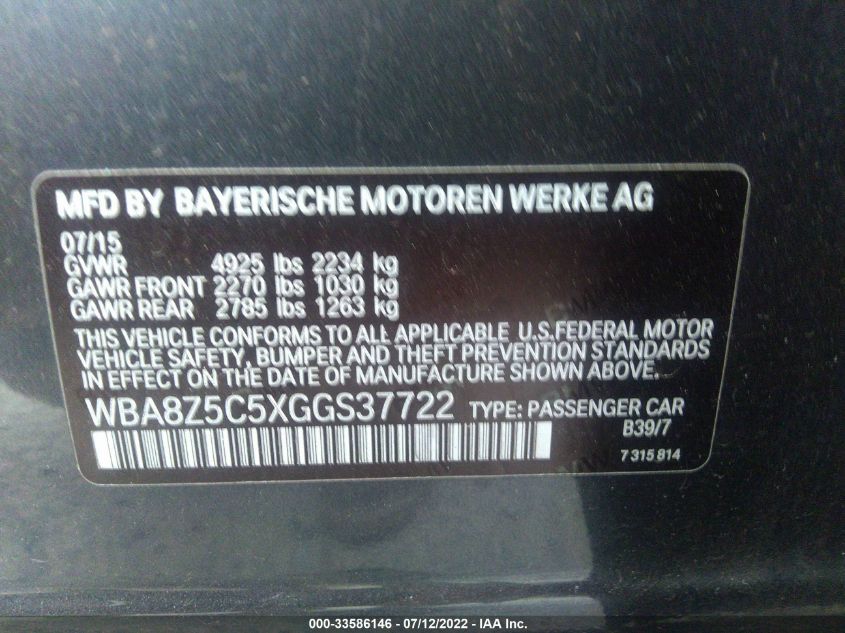 MFD BY BAYERISCHE MOTOREN WERKE AG
07/15
GVWR 4925 lbs 2234 kg
GAWR FRONT 2270 lbs 1030 kg
GAWR REAR 2785 lbs 1263 kg
THIS VEHICLE CONFORMS TO ALL APPLICABLE U.S.FEDERAL MOTOR
VEHICLE SAFETY, BUMPER AND THEFT PREVENTION STANDARDS
IN EFFECT ON THE DATE OF MANUFACTURE SHOWN ABOVE.
WBA8Z5C5XGGS37722 TYPE: PASSENGER CAR
B39/7
7 315 814
000-33586146 - 07/12/2022 - IAA Inc.